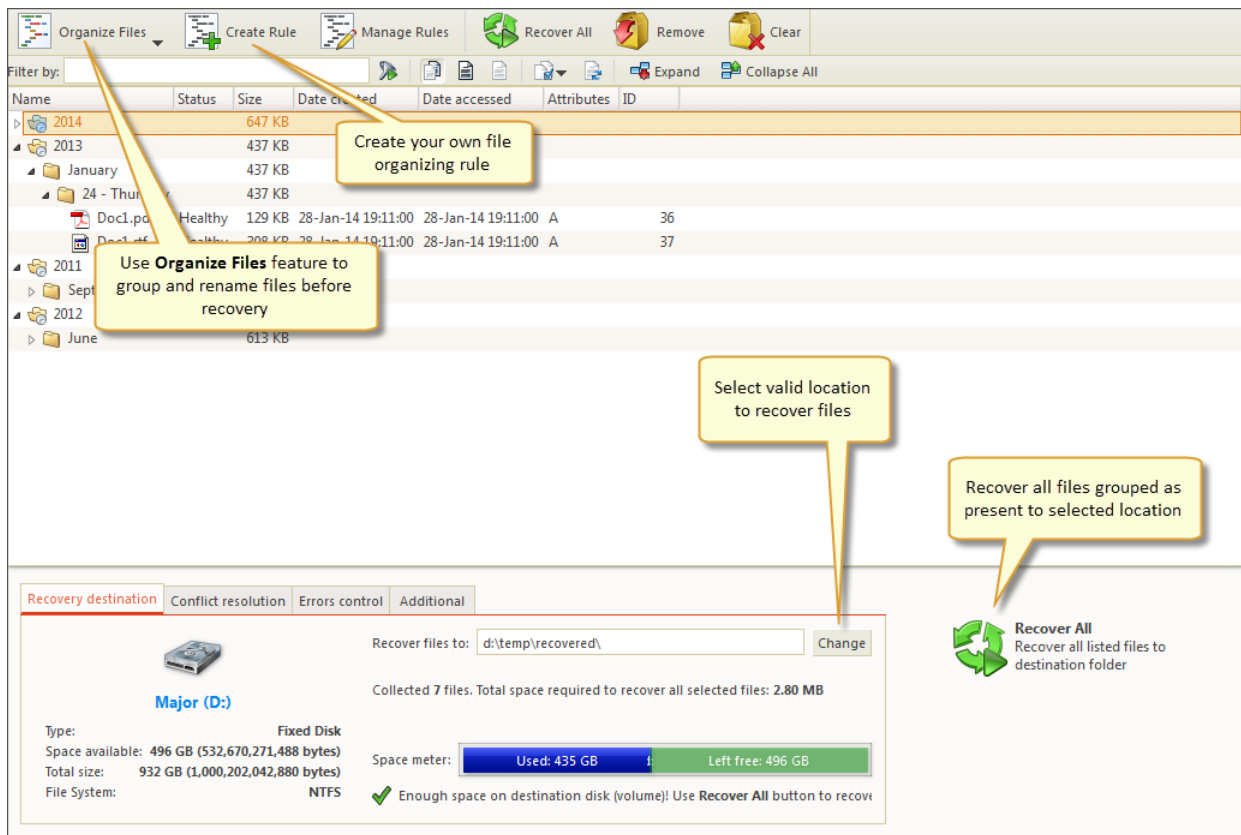 Organize Files Create Rule Manage Rules Recover All Remove Clear
Filter by: Expand Collapse All
Name Status Size Date created Date accessed Attributes ID
2014 647 KB
2013 437 KB
January 437 KB
24 - Thursday 437 KB
Doc1.pdf Healthy 129 KB 28-Jan-14 19:11:00 28-Jan-14 19:11:00 A 36
Doc1.rtf Healthy 308 KB 28-Jan-14 19:11:00 28-Jan-14 19:11:00 A 37
2011
Sept
2012
June 613 KB
Create your own file
organizing rule
Use Organize Files feature to
group and rename files before
recovery
Select valid location
to recover files
Recover all files grouped as
present to selected location
Recovery destination Conflict resolution Errors control Additional
Recover files to: d:\temp\recovered\ Change
Collected 7 files. Total space required to recover all selected files: 2.80 MB
Major (D:)
Type: Fixed Disk
Space available: 496 GB (532,670,271,488 bytes)
Total size: 932 GB (1,000,202,042,880 bytes)
File System: NTFS
Space meter: Used: 435 GB Left free: 496 GB
Enough space on destination disk (volume)! Use Recover All button to recove
Recover All
Recover all listed files to
destination folder